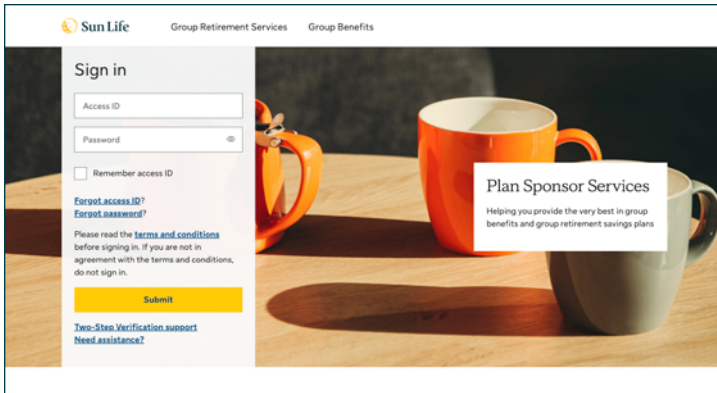 Sun Life
Group Retirement Services
Group Benefits
Sign in
Access ID
Password
Remember access ID
Forgot access ID?
Forgot password?
Please read the terms and conditions
before signing in. If you are not in
agreement with the terms and conditions,
do not sign in.
Submit
Two-Step Verification support
Need assistance?
Plan Sponsor Services
Helping you provide the very best in group
benefits and group retirement savings plans